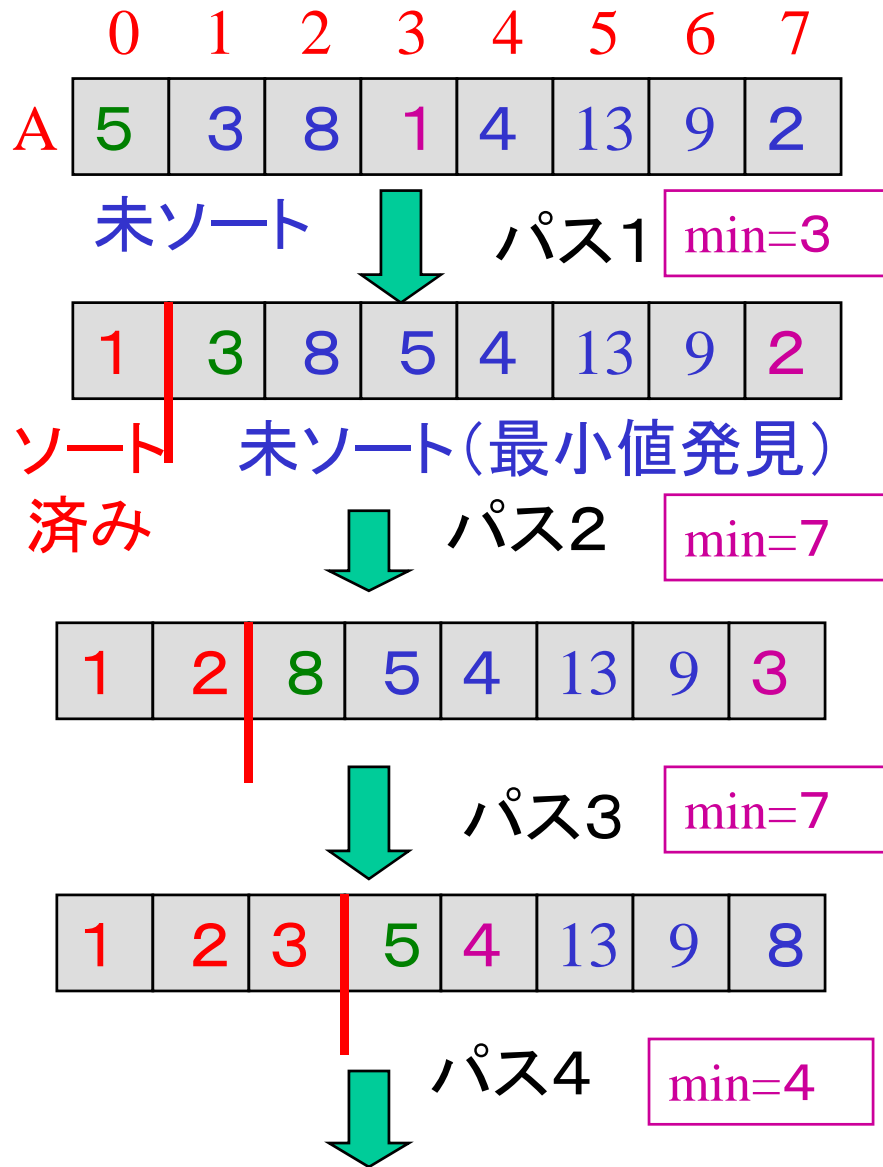 0 1 2 3 4 5 6 7
A 5 3 8 1 4 13 9 2
未ソート パス1 min=3
1 3 8 5 4 13 9 2
ソート済み 未ソート(最小値発見)
パス2 min=7
1 2 8 5 4 13 9 3
パス3 min=7
1 2 3 5 4 13 9 8
パス4 min=4